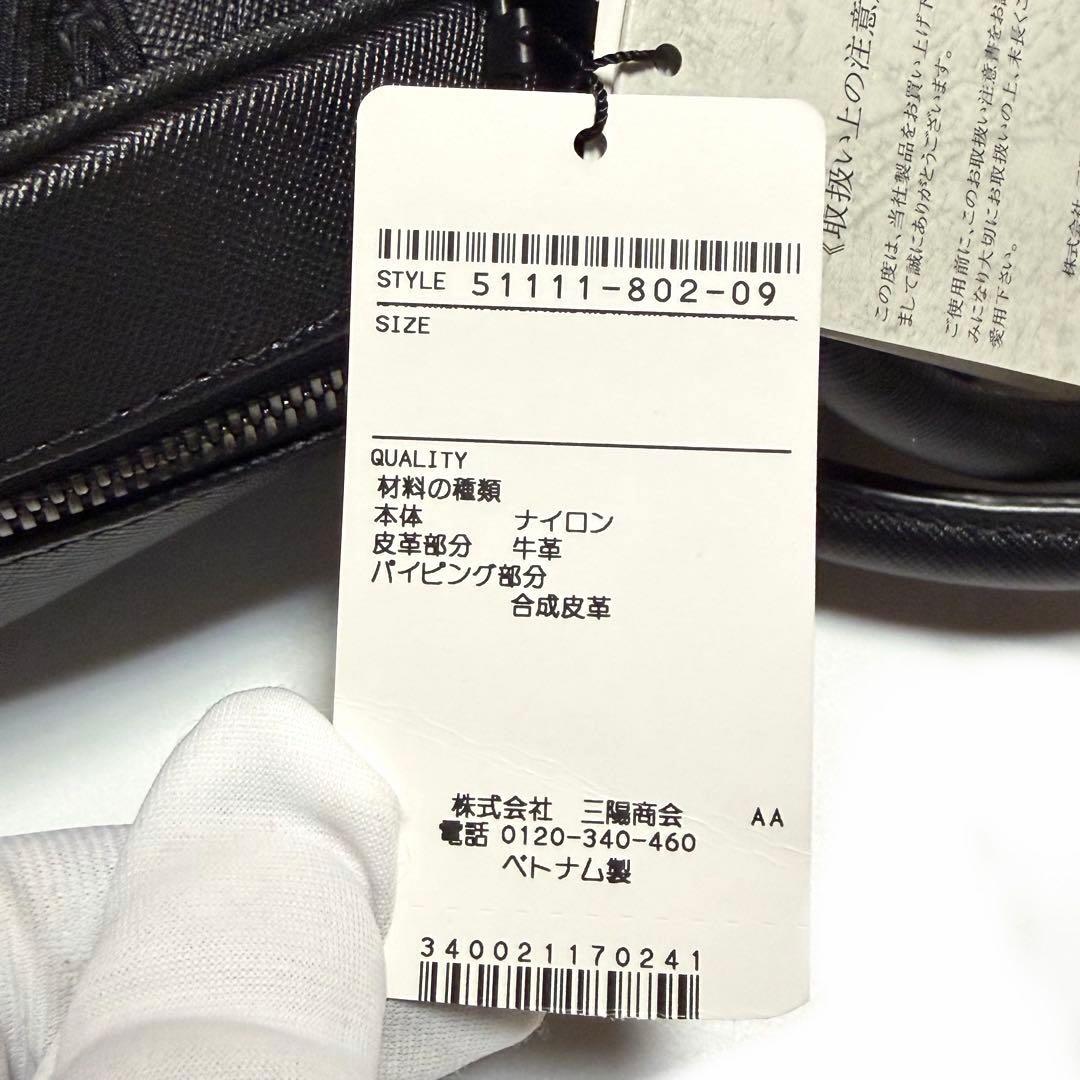 STYLE 51111-802-09
SIZE
QUALITY
材料の種類
本体 ナイロン
皮革部分 牛革
パイピング部分
合成皮革
株式会社 三陽商会 AA
電話 0120-340-460
ベトナム製
340021170241
《取扱い上の注意
この度は、当社製品をお買い上げ下
まして誠にありがとうございます。
ご使用前に、このお取扱い注意書をお読
みになり大切にお取扱いの上、末長くご
愛用下さい。
株式会社